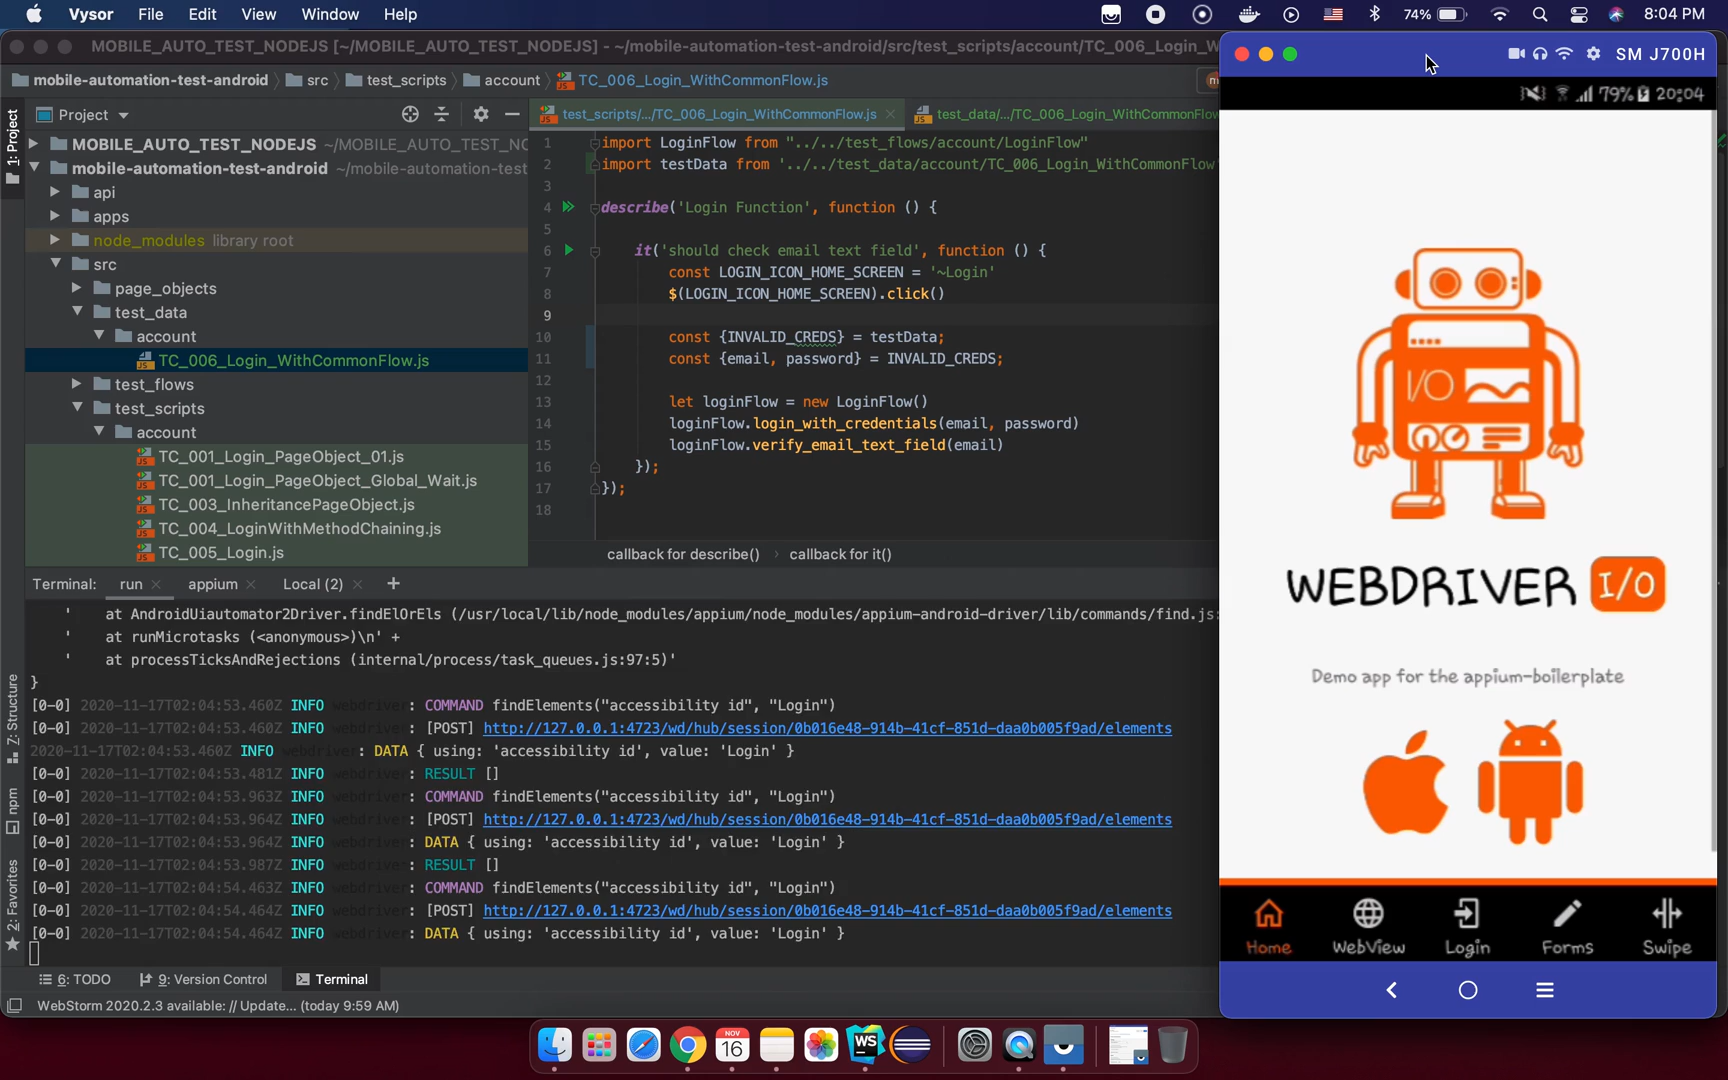 Vysor File Edit View Window Help
74% 8:04 PM
MOBILE_AUTO_TEST_NODEJS [~/MOBILE_AUTO_TEST_NODEJS] - ~/mobile-automation-test-android/src/test_scripts/account/TC_006_Login_W
mobile-automation-test-android src test_scripts account TC_006_Login_WithCommonFlow.js
Project
test_scripts/.../TC_006_Login_WithCommonFlow.js test_data/.../TC_006_Login_WithCommonFlow
1: Project
MOBILE_AUTO_TEST_NODEJS ~/MOBILE_AUTO_TEST_NO
mobile-automation-test-android ~/mobile-automation-test
api
apps
node_modules library root
src
page_objects
test_data
account
TC_006_Login_WithCommonFlow.js
test_flows
test_scripts
account
TC_001_Login_PageObject_01.js
TC_001_Login_PageObject_Global_Wait.js
TC_003_InheritancePageObject.js
TC_004_LoginWithMethodChaining.js
TC_005_Login.js
1 import LoginFlow from "../../test_flows/account/LoginFlow"
2 import testData from '../../test_data/account/TC_006_Login_WithCommonFlow'
3
4 describe('Login Function', function () {
5
6 it('should check email text field', function () {
7 const LOGIN_ICON_HOME_SCREEN = '~Login'
8 $(LOGIN_ICON_HOME_SCREEN).click()
9
10 const {INVALID_CREDS} = testData;
11 const {email, password} = INVALID_CREDS;
12
13 let loginFlow = new LoginFlow()
14 loginFlow.login_with_credentials(email, password)
15 loginFlow.verify_email_text_field(email)
16 });
17 });
18
callback for describe() › callback for it()
Terminal: run appium Local (2) +
' at AndroidUiautomator2Driver.findElOrEls (/usr/local/lib/node_modules/appium/node_modules/appium-android-driver/lib/commands/find.js:
' at runMicrotasks (<anonymous>)\n' +
' at processTicksAndRejections (internal/process/task_queues.js:97:5)'
}
[0-0] 2020-11-17T02:04:53.460Z INFO webdriver: COMMAND findElements("accessibility id", "Login")
[0-0] 2020-11-17T02:04:53.460Z INFO webdriver: [POST] http://127.0.0.1:4723/wd/hub/session/0b016e48-914b-41cf-851d-daa0b005f9ad/elements
2020-11-17T02:04:53.460Z INFO webdriver: DATA { using: 'accessibility id', value: 'Login' }
[0-0] 2020-11-17T02:04:53.481Z INFO webdriver: RESULT []
[0-0] 2020-11-17T02:04:53.963Z INFO webdriver: COMMAND findElements("accessibility id", "Login")
[0-0] 2020-11-17T02:04:53.964Z INFO webdriver: [POST] http://127.0.0.1:4723/wd/hub/session/0b016e48-914b-41cf-851d-daa0b005f9ad/elements
[0-0] 2020-11-17T02:04:53.964Z INFO webdriver: DATA { using: 'accessibility id', value: 'Login' }
[0-0] 2020-11-17T02:04:53.987Z INFO webdriver: RESULT []
[0-0] 2020-11-17T02:04:54.463Z INFO webdriver: COMMAND findElements("accessibility id", "Login")
[0-0] 2020-11-17T02:04:54.464Z INFO webdriver: [POST] http://127.0.0.1:4723/wd/hub/session/0b016e48-914b-41cf-851d-daa0b005f9ad/elements
[0-0] 2020-11-17T02:04:54.464Z INFO webdriver: DATA { using: 'accessibility id', value: 'Login' }
7: Structure
npm
2: Favorites
6: TODO 9: Version Control Terminal
WebStorm 2020.2.3 available: // Update... (today 9:59 AM)
SM J700H
79% 20:04
I/O
WEBDRIVER I/O
Demo app for the appium-boilerplate
Home WebView Login Forms Swipe
NOV
16
WS